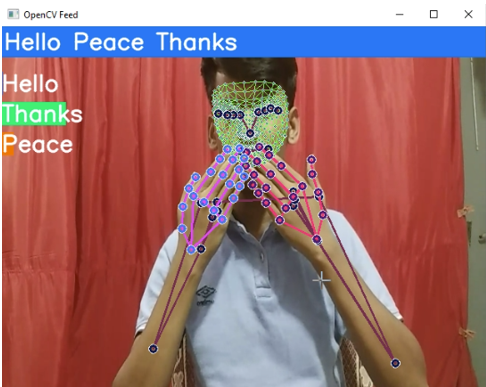 OpenCV Feed
Hello Peace Thanks
Hello
Thanks
Peace